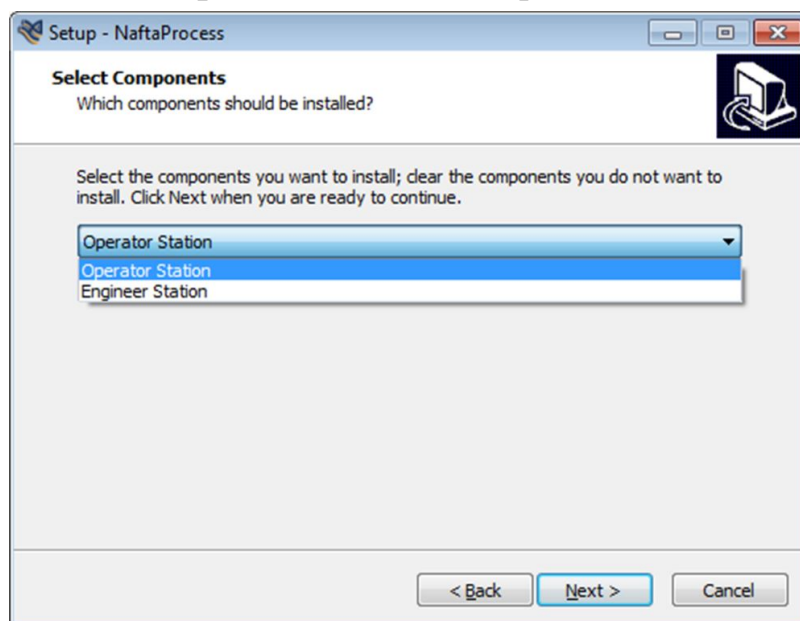 Setup - NaftaProcess
Select Components
Which components should be installed?
Select the components you want to install; clear the components you do not want to
install. Click Next when you are ready to continue.
Operator Station
Operator Station
Engineer Station
< Back
Next >
Cancel